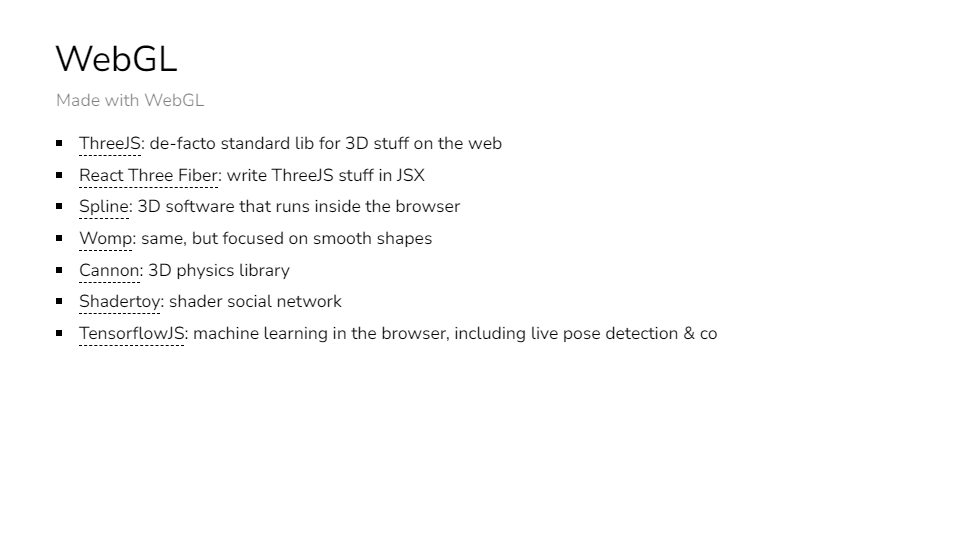 WebGL
Made with WebGL
ThreeJS: de-facto standard lib for 3D stuff on the web
React Three Fiber: write ThreeJS stuff in JSX
Spline: 3D software that runs inside the browser
Womp: same, but focused on smooth shapes
Cannon: 3D physics library
Shadertoy: shader social network
TensorflowJS: machine learning in the browser, including live pose detection & co